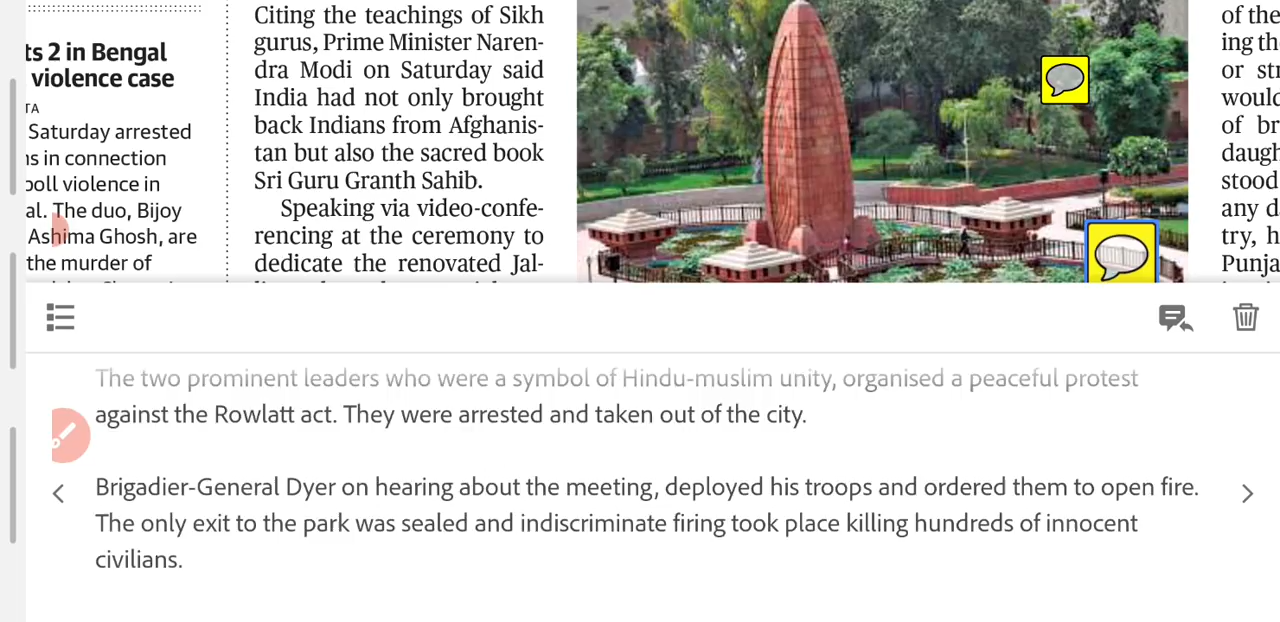 ts 2 in Bengal
violence case
TA
Saturday arrested
ns in connection
poll violence in
al. The duo, Bijoy
Ashima Ghosh, are
the murder of
Citing the teachings of Sikh
gurus, Prime Minister Naren-
dra Modi on Saturday said
India had not only brought
back Indians from Afghanis-
tan but also the sacred book
Sri Guru Granth Sahib.
Speaking via video-confe-
rencing at the ceremony to
dedicate the renovated Jal-
of the
ing th
or str
would
of br
daugh
stood
any d
try, h
Punja
The two prominent leaders who were a symbol of Hindu-muslim unity, organised a peaceful protest
against the Rowlatt act. They were arrested and taken out of the city.
Brigadier-General Dyer on hearing about the meeting, deployed his troops and ordered them to open fire.
The only exit to the park was sealed and indiscriminate firing took place killing hundreds of innocent
civilians.